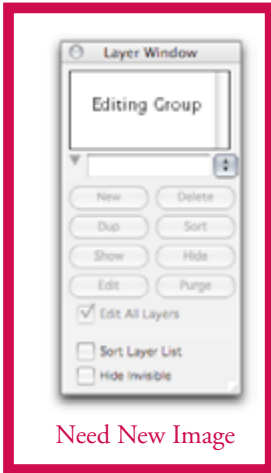 Layer Window
Editing Group
New Delete
Dup Sort
Show Hide
Edit Purge
Edit All Layers
Sort Layer List
Hide Invisible
Need New Image